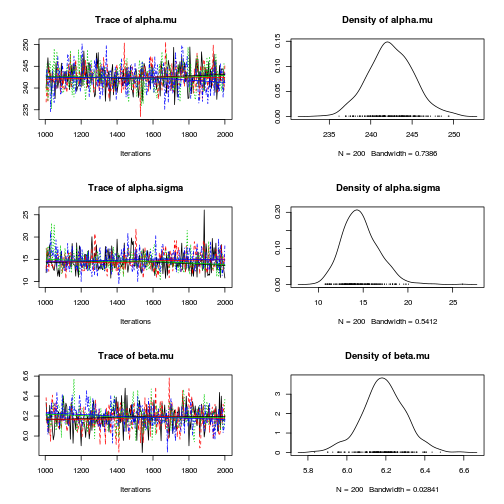 Trace of alpha.mu
235 240 245 250
1000 1200 1400 1600 1800 2000
Iterations
Density of alpha.mu
0.00 0.05 0.10 0.15
235 240 245 250
N = 200 Bandwidth = 0.7386
Trace of alpha.sigma
10 15 20 25
1000 1200 1400 1600 1800 2000
Iterations
Density of alpha.sigma
0.00 0.10 0.20
10 15 20 25
N = 200 Bandwidth = 0.5412
Trace of beta.mu
6.0 6.2 6.4 6.6
1000 1200 1400 1600 1800 2000
Iterations
Density of beta.mu
0 1 2 3
5.8 6.0 6.2 6.4 6.6
N = 200 Bandwidth = 0.02841